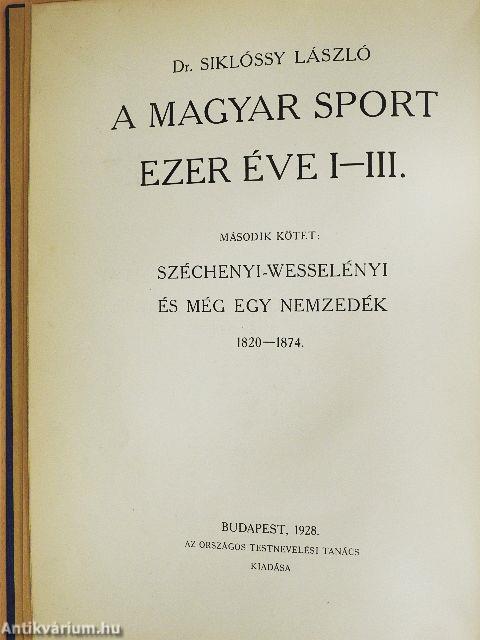 Dr. SIKLÓSSY LÁSZLÓ
A MAGYAR SPORT
EZER ÉVE I—III.
MÁSODIK KÖTET:
SZÉCHENYI-WESSELÉNYI
ÉS MÉG EGY NEMZEDÉK
1820—1874.
BUDAPEST, 1928.
AZ ORSZÁGOS TESTNEVELÉSI TANÁCS
KIADÁSA
Antikvárium.hu